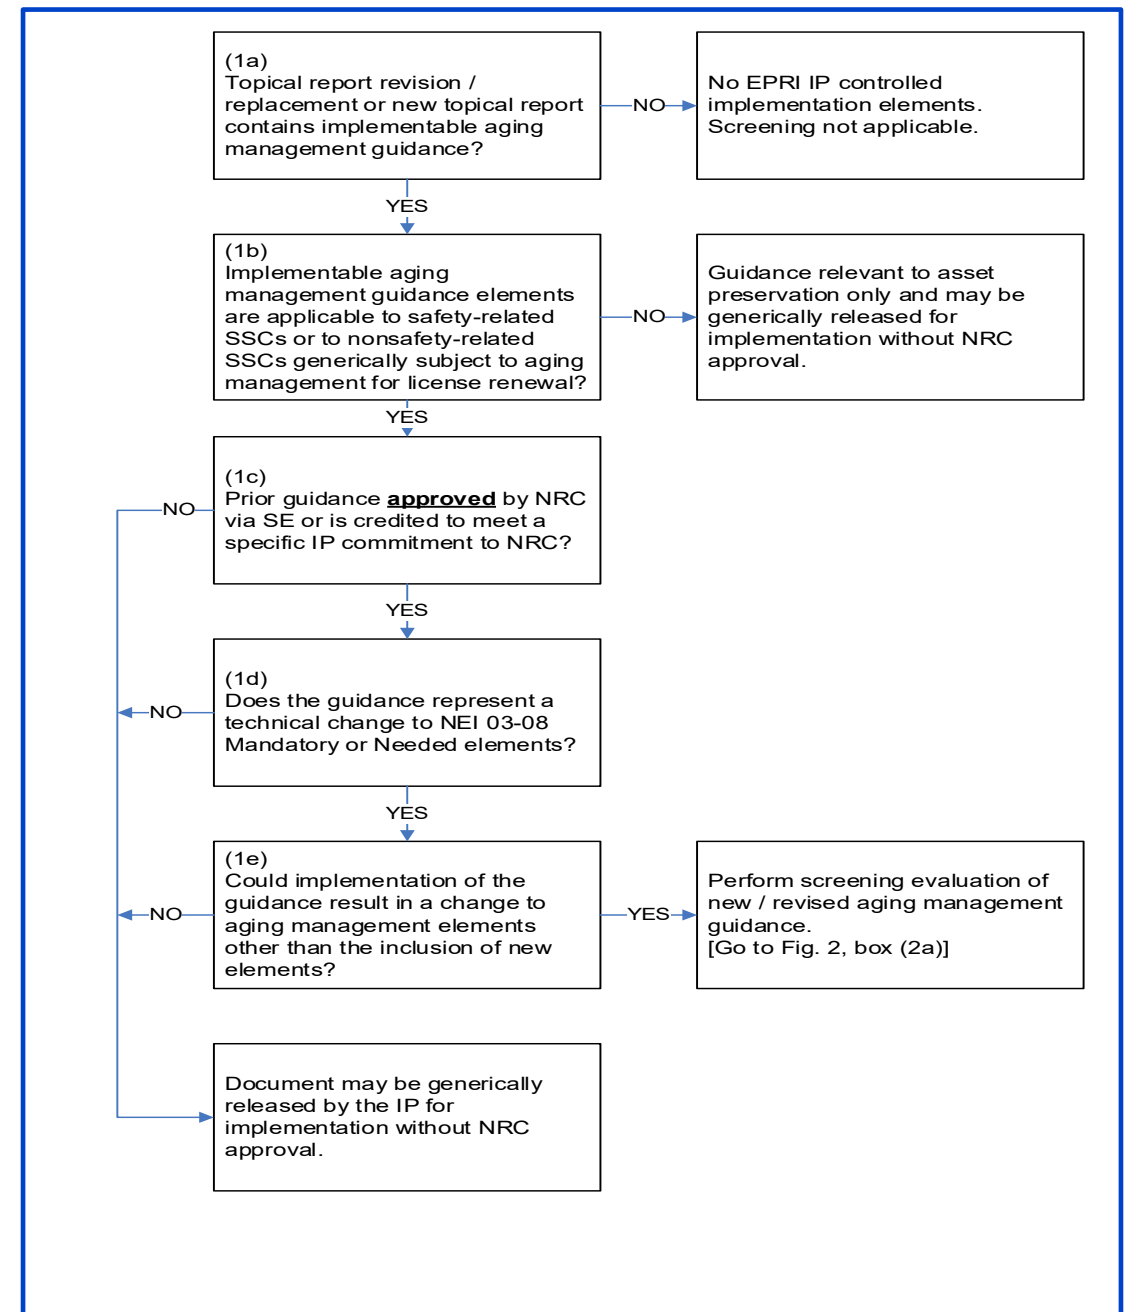 (1a)
Topical report revision /
replacement or new topical report
contains implementable aging
management guidance?
NO
No EPRI IP controlled
implementation elements.
Screening not applicable.
YES
(1b)
Implementable aging
management guidance elements
are applicable to safety-related
SSCs or to nonsafety-related
SSCs generically subject to aging
management for license renewal?
NO
Guidance relevant to asset
preservation only and may be
generically released for
implementation without NRC
approval.
YES
(1c)
Prior guidance approved by NRC
via SE or is credited to meet a
specific IP commitment to NRC?
NO
YES
(1d)
Does the guidance represent a
technical change to NEI 03-08
Mandatory or Needed elements?
NO
YES
(1e)
Could implementation of the
guidance result in a change to
aging management elements
other than the inclusion of new
elements?
NO
YES
Perform screening evaluation of
new / revised aging management
guidance.
[Go to Fig. 2, box (2a)]
Document may be generically
released by the IP for
implementation without NRC
approval.